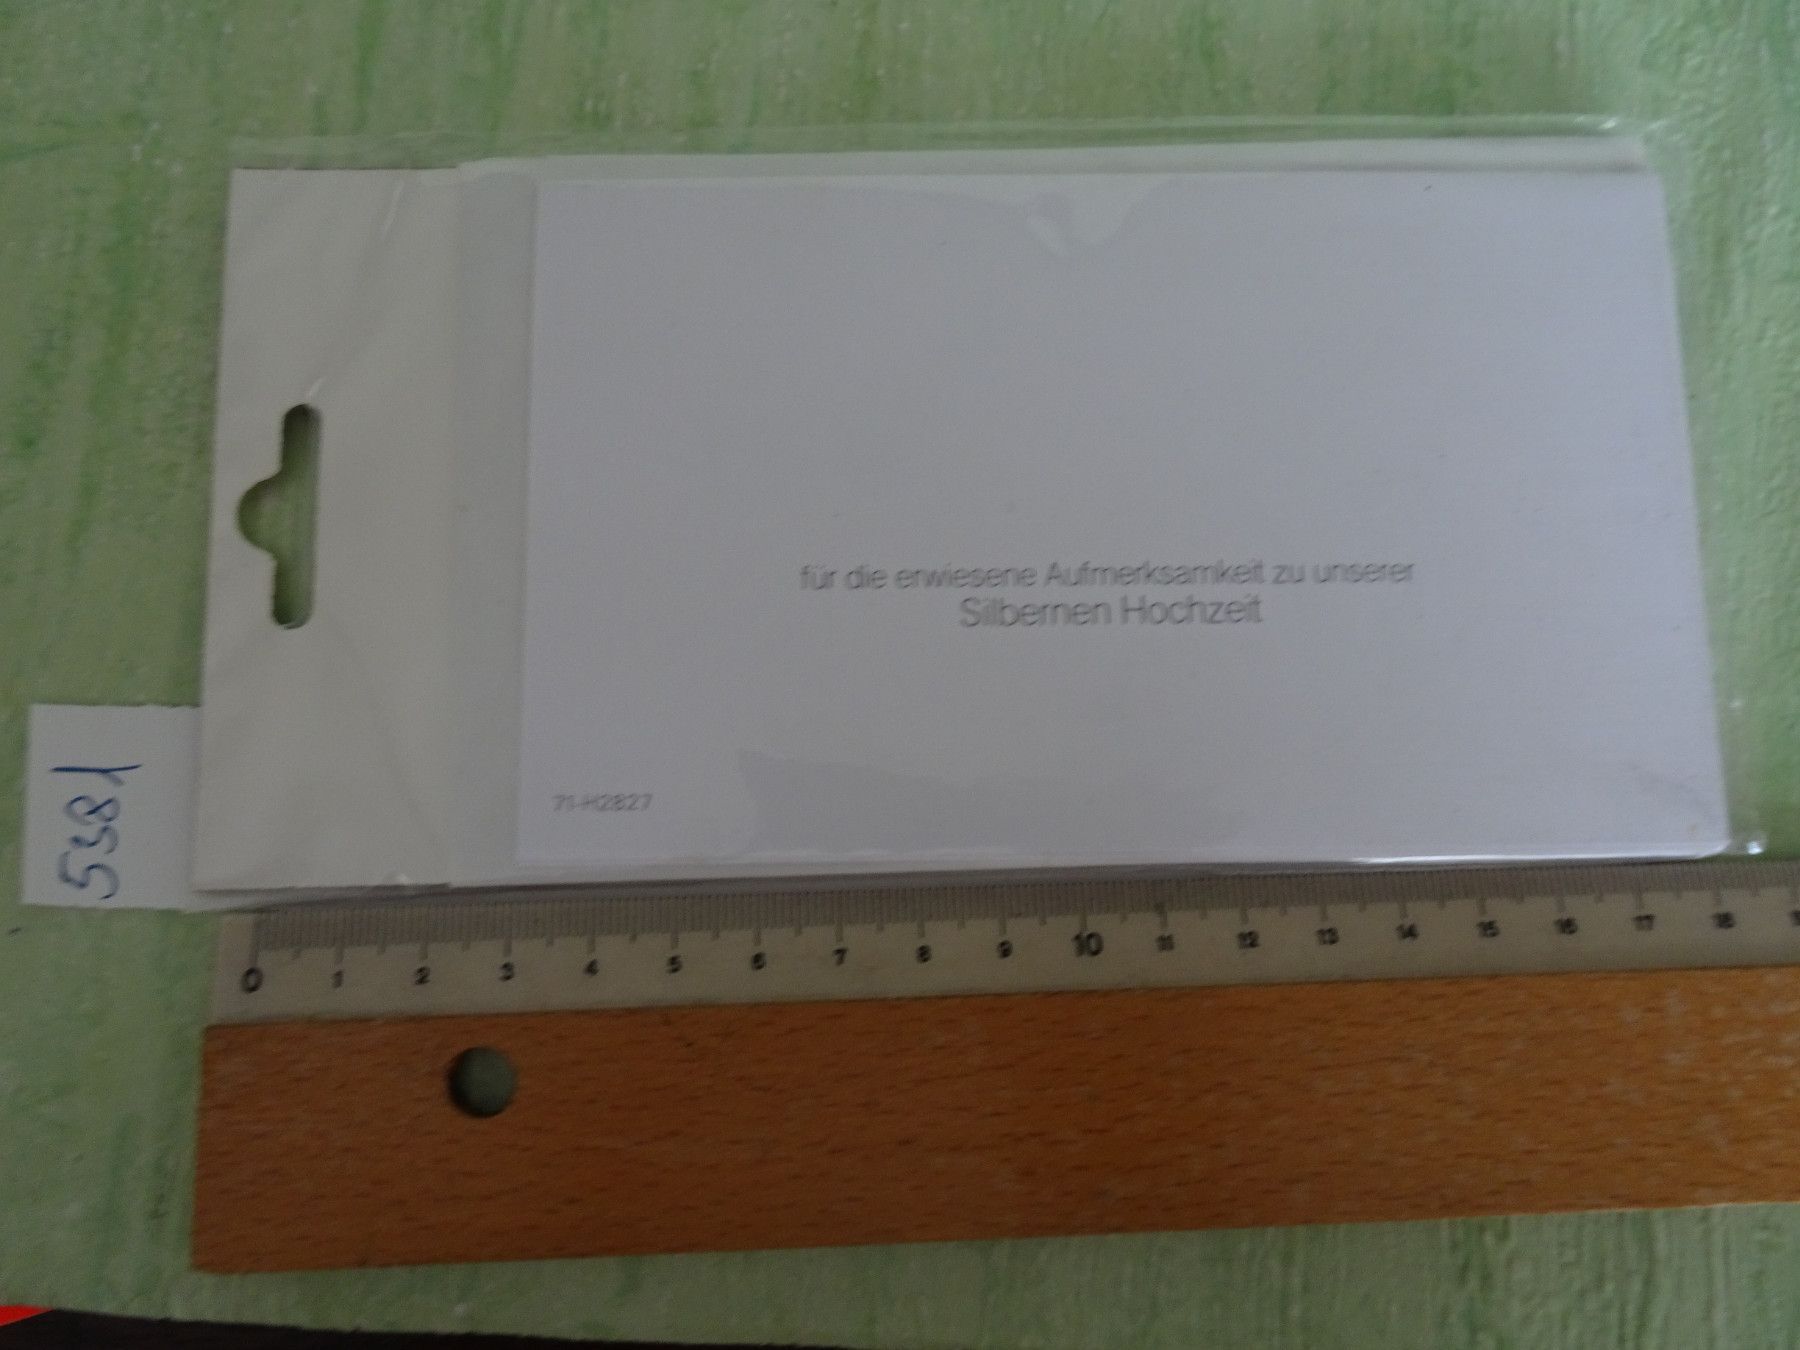 für die erwiesene Aufmerksamkeit zu unserer
Silbernen Hochzeit
71-H2827
5381
0 1 2 3 4 5 6 7 8 9 10 11 12 13 14 15 16 17 18